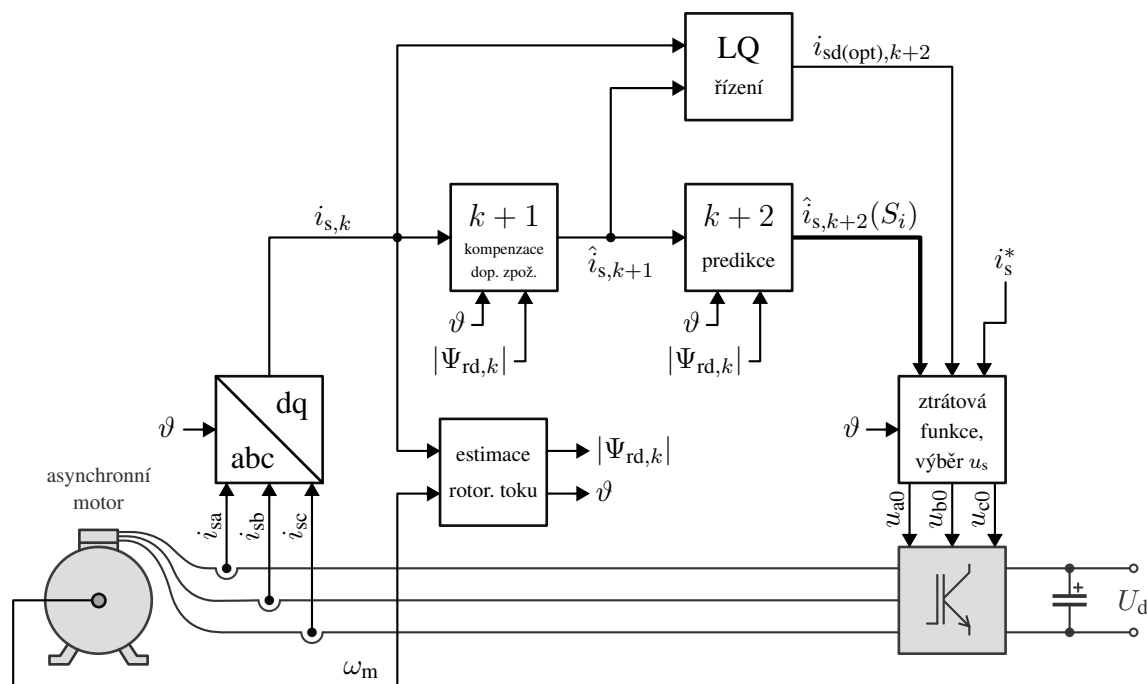 LQ
řízení
i_sd(opt),k+2
i_s,k
k + 1
kompenzace
dop. zpož.
î_s,k+1
k + 2
predikce
î_s,k+2(S_i)
i_s^*
ϑ
|Ψ_rd,k|
ϑ
|Ψ_rd,k|
dq
abc
ϑ
estimace
rotor. toku
|Ψ_rd,k|
ϑ
ϑ
ztrátová
funkce,
výběr u_s
asynchronní
motor
i_sa
i_sb
i_sc
u_a0
u_b0
u_c0
+
U_d
ω_m